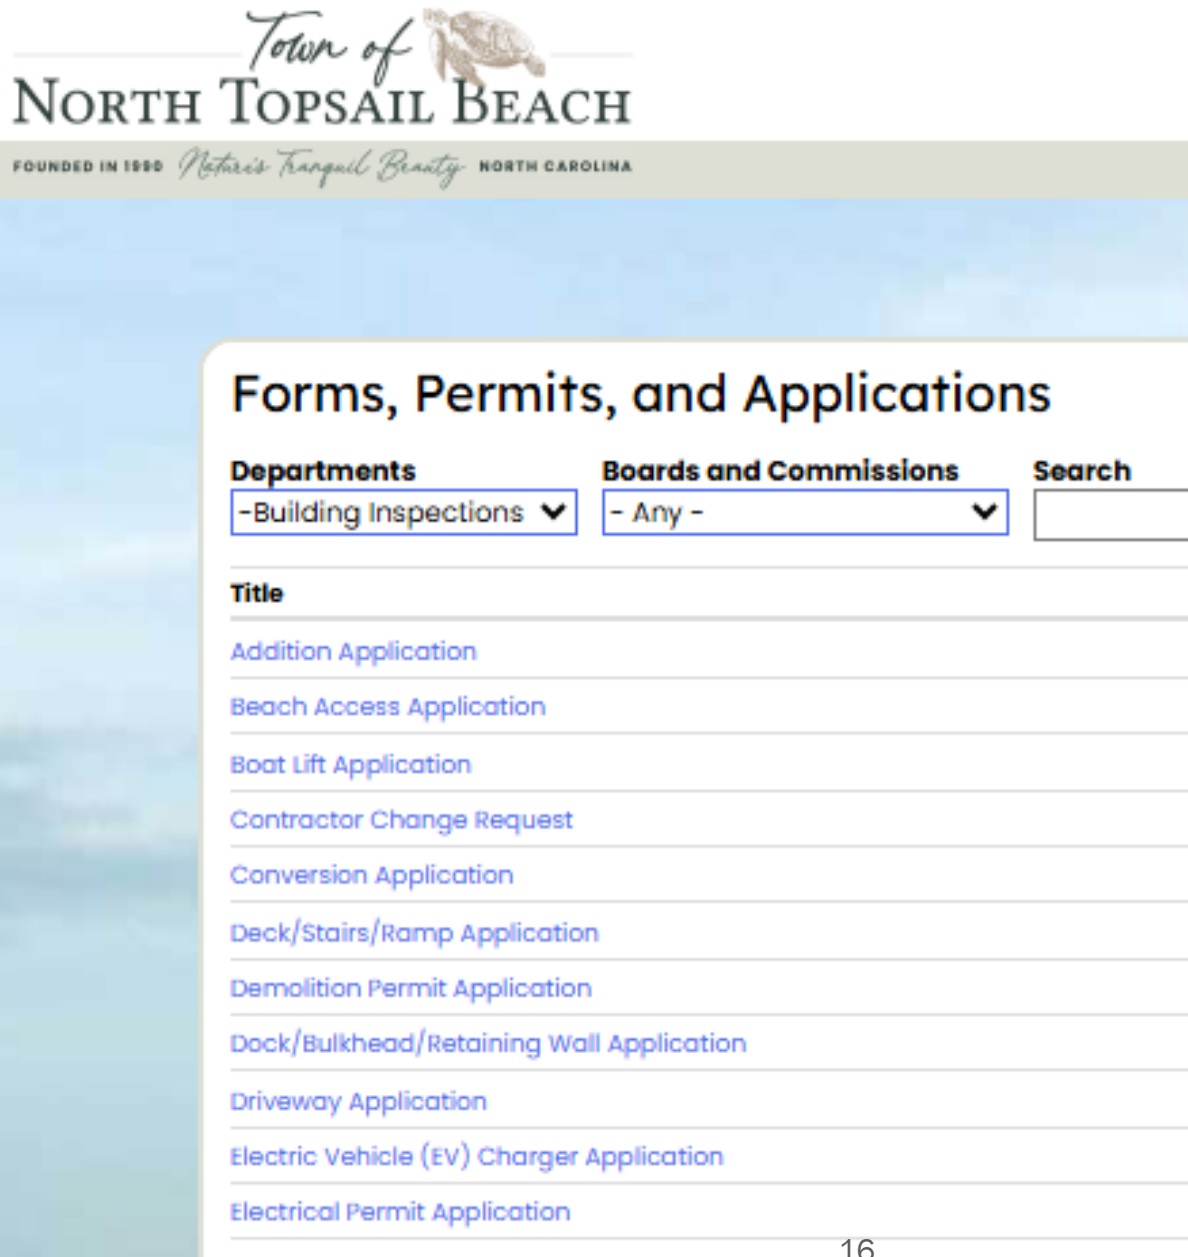 Town of
NORTH TOPSAIL BEACH
FOUNDED IN 1990 Nature's Tranquil Beauty NORTH CAROLINA
Forms, Permits, and Applications
Departments Boards and Commissions Search
-Building Inspections - Any -
Title
Addition Application
Beach Access Application
Boat Lift Application
Contractor Change Request
Conversion Application
Deck/Stairs/Ramp Application
Demolition Permit Application
Dock/Bulkhead/Retaining Wall Application
Driveway Application
Electric Vehicle (EV) Charger Application
Electrical Permit Application
16